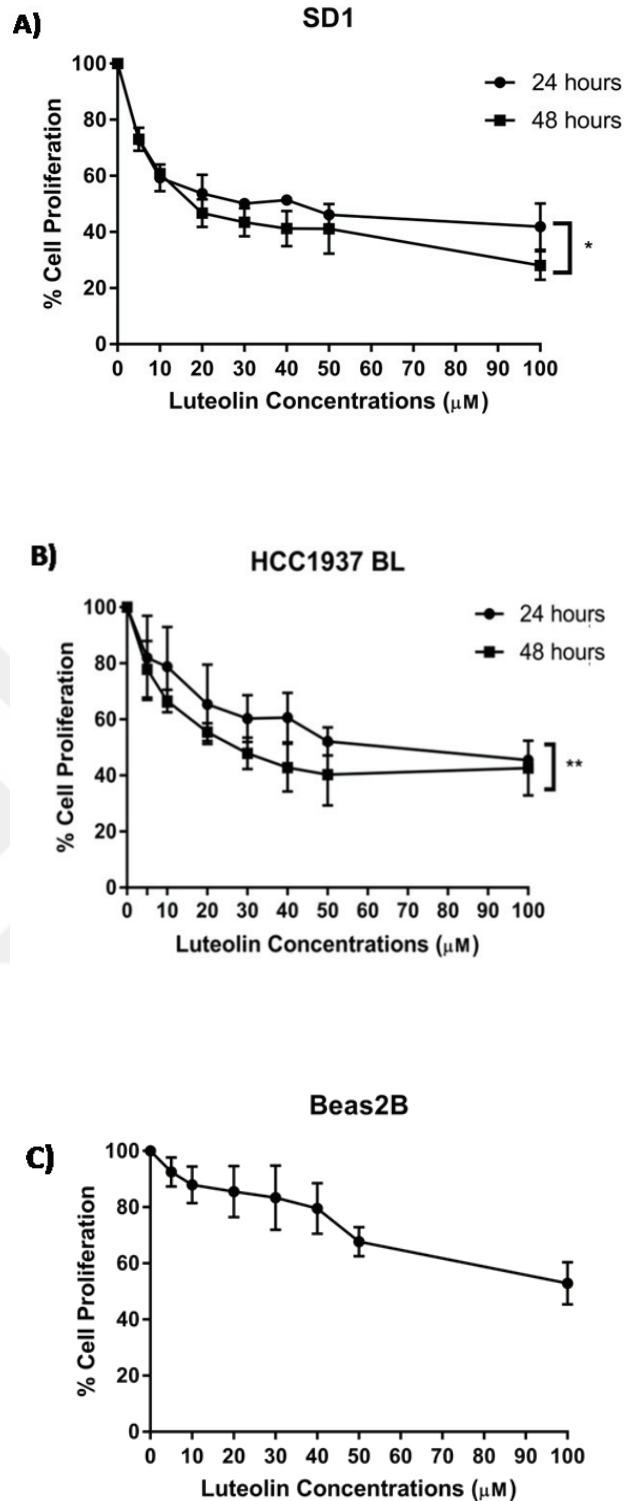 A)
SD1
24 hours
48 hours
% Cell Proliferation
100
80
60
40
20
0
*
0 10 20 30 40 50 60 70 80 90 100
Luteolin Concentrations (μM)
B)
HCC1937 BL
24 hours
48 hours
% Cell Proliferation
100
80
60
40
20
0
**
0 10 20 30 40 50 60 70 80 90 100
Luteolin Concentrations (μM)
Beas2B
C)
% Cell Proliferation
100
80
60
40
20
0
0 10 20 30 40 50 60 70 80 90 100
Luteolin Concentrations (μM)